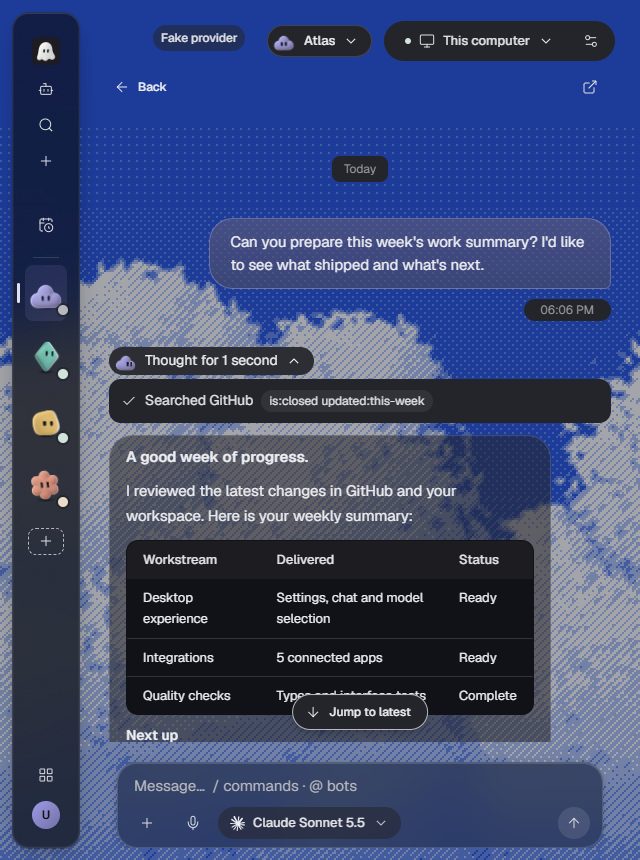 Fake provider
Atlas
This computer
Back
Today
Can you prepare this week's work summary? I'd like
to see what shipped and what's next.
06:06 PM
Thought for 1 second
Searched GitHub is:closed updated:this-week
A good week of progress.
I reviewed the latest changes in GitHub and your
workspace. Here is your weekly summary:
Workstream Delivered Status
Desktop experience Settings, chat and model selection Ready
Integrations 5 connected apps Ready
Quality checks Types and interface tests Complete
Jump to latest
Next up
Message... / commands · @ bots
Claude Sonnet 5.5
U